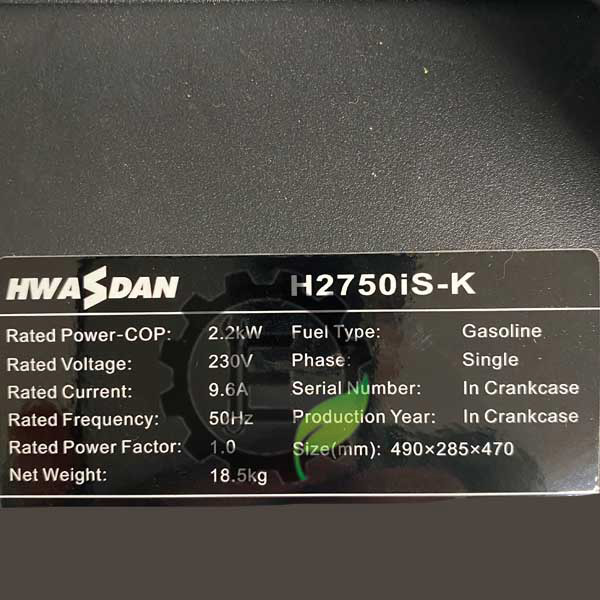 HWASDAN H2750iS-K
Rated Power-COP: 2.2kW Fuel Type: Gasoline
Rated Voltage: 230V Phase: Single
Rated Current: 9.6A Serial Number: In Crankcase
Rated Frequency: 50Hz Production Year: In Crankcase
Rated Power Factor: 1.0 Size(mm): 490×285×470
Net Weight: 18.5kg